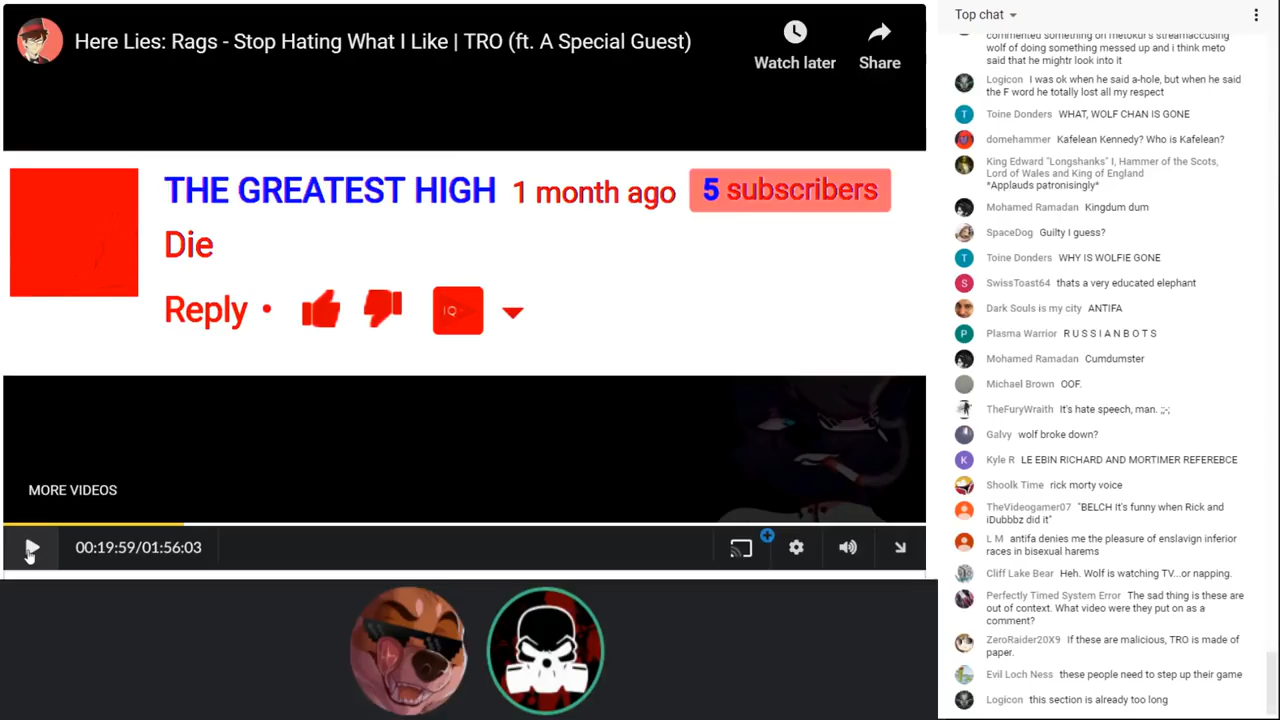 Here Lies: Rags - Stop Hating What I Like | TRO (ft. A Special Guest)
Watch later
Share
THE GREATEST HIGH 1 month ago 5 subscribers
Die
Reply •
IQ
MORE VIDEOS
00:19:59/01:56:03
Top chat
commented something on metokur's streamaccusing
wolf of doing something messed up and i think meto
said that he mightr look into it
Logicon I was ok when he said a-hole, but when he said
the F word he totally lost all my respect
T Toine Donders WHAT, WOLF CHAN IS GONE
domehammer Kafelean Kennedy? Who is Kafelean?
King Edward "Longshanks" I, Hammer of the Scots,
Lord of Wales and King of England
*Applauds patronisingly*
Mohamed Ramadan Kingdum dum
SpaceDog Guilty I guess?
T Toine Donders WHY IS WOLFIE GONE
S SwissToast64 thats a very educated elephant
Dark Souls is my city ANTIFA
P Plasma Warrior R U S S I A N B O T S
Mohamed Ramadan Cumdumster
Michael Brown OOF.
TheFuryWraith It's hate speech, man. ;-;
Galvy wolf broke down?
K Kyle R LE EBIN RICHARD AND MORTIMER REFEREBCE
Shoolk Time rick morty voice
TheVideogamer07 "BELCH It's funny when Rick and
iDubbbz did it"
L M antifa denies me the pleasure of enslavign inferior
races in bisexual harems
Cliff Lake Bear Heh. Wolf is watching TV...or napping.
Perfectly Timed System Error The sad thing is these are
out of context. What video were they put on as a
comment?
ZeroRaider20X9 If these are malicious, TRO is made of
paper.
Evil Loch Ness these people need to step up their game
Logicon this section is already too long